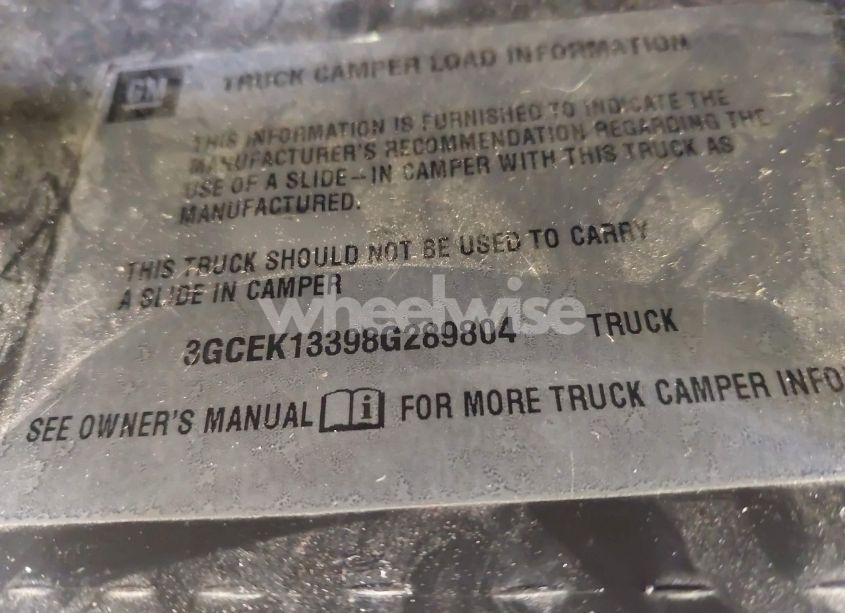 GM TRUCK CAMPER LOAD INFORMATION
THIS INFORMATION IS FURNISHED TO INDICATE THE
MANUFACTURER'S RECOMMENDATION REGARDING THE
USE OF A SLIDE-IN CAMPER WITH THIS TRUCK AS
MANUFACTURED.
THIS TRUCK SHOULD NOT BE USED TO CARRY
A SLIDE IN CAMPER
wheelwise
3GCEK13398G289804 TRUCK
SEE OWNER'S MANUAL i FOR MORE TRUCK CAMPER INFO